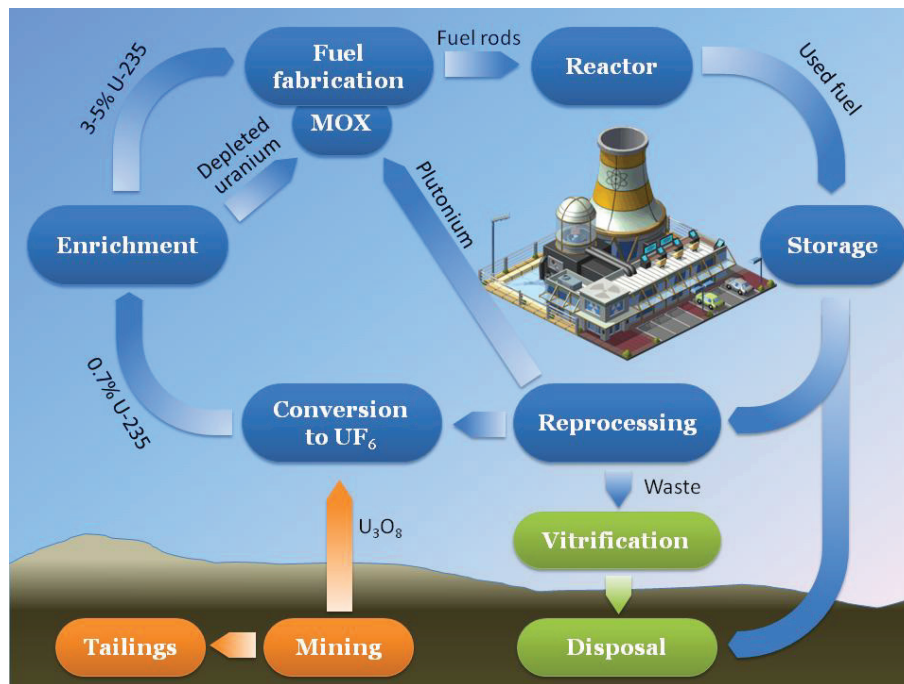 Fuel
fabrication
MOX
Fuel rods
Reactor
Used fuel
3-5% U-235
Depleted
uranium
Plutonium
Enrichment
Storage
0.7% U-235
Conversion
to UF₆
Reprocessing
Waste
U₃O₈
Vitrification
Tailings
Mining
Disposal